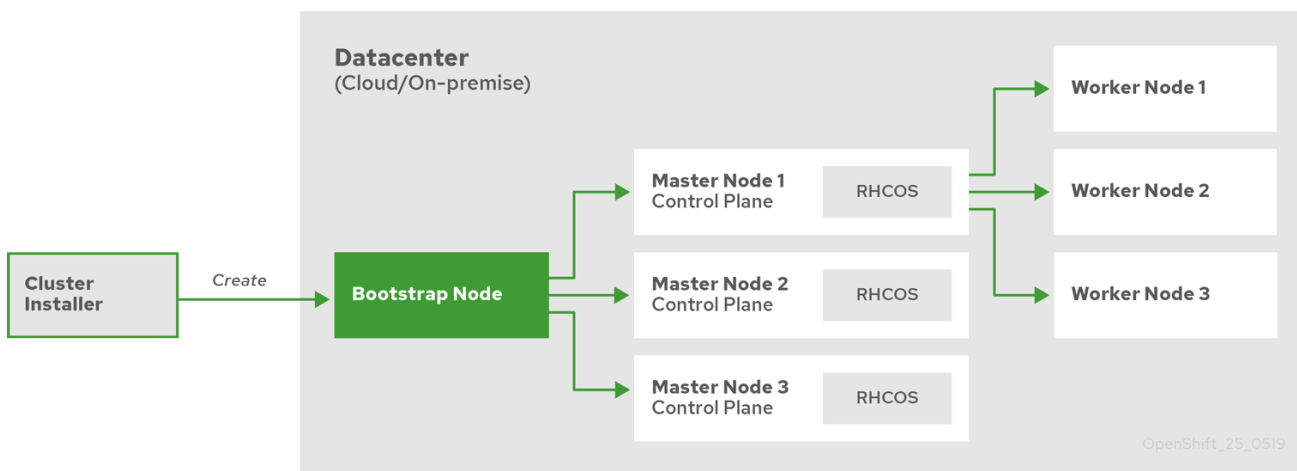 Datacenter
(Cloud/On-premise)
Cluster
Installer
Create
Bootstrap Node
Master Node 1
Control Plane
RHCOS
Master Node 2
Control Plane
RHCOS
Master Node 3
Control Plane
RHCOS
Worker Node 1
Worker Node 2
Worker Node 3
OpenShift_25_0519